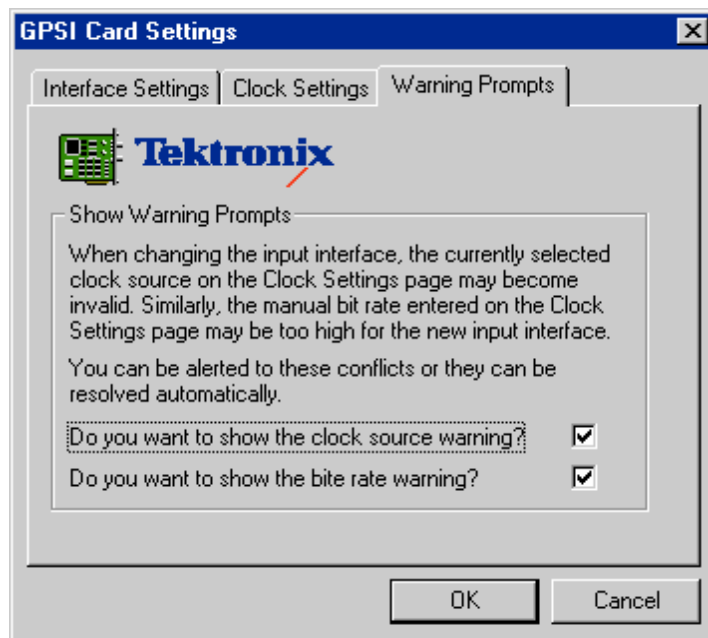 GPSI Card Settings
Interface Settings
Clock Settings
Warning Prompts
Tektronix
Show Warning Prompts
When changing the input interface, the currently selected
clock source on the Clock Settings page may become
invalid. Similarly, the manual bit rate entered on the Clock
Settings page may be too high for the new input interface.
You can be alerted to these conflicts or they can be
resolved automatically.
Do you want to show the clock source warning?
Do you want to show the bite rate warning?
OK
Cancel